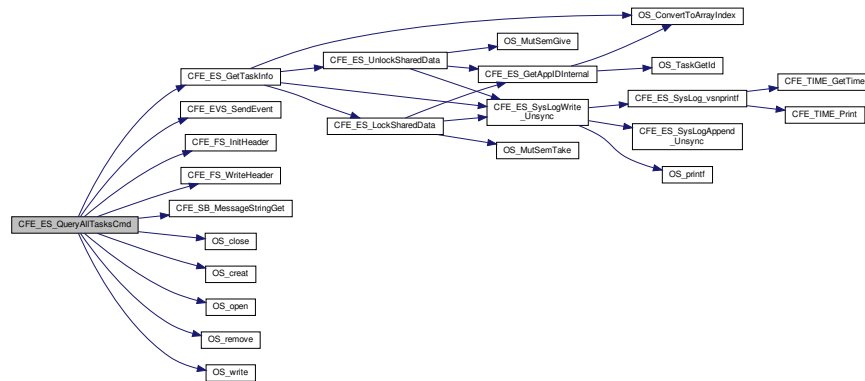 OS_ConvertToArrayIndex
OS_MutSemGive
CFE_ES_UnlockSharedData
OS_TaskGetId
CFE_ES_GetTaskInfo
CFE_ES_GetAppIDInternal
CFE_TIME_GetTime
CFE_ES_SysLog_vsnprintf
CFE_EVS_SendEvent
CFE_ES_SysLogWrite
_Unsync
CFE_TIME_Print
CFE_ES_LockSharedData
CFE_ES_SysLogAppend
_Unsync
CFE_FS_InitHeader
OS_MutSemTake
CFE_FS_WriteHeader
OS_printf
CFE_SB_MessageStringGet
CFE_ES_QueryAllTasksCmd
OS_close
OS_creat
OS_open
OS_remove
OS_write